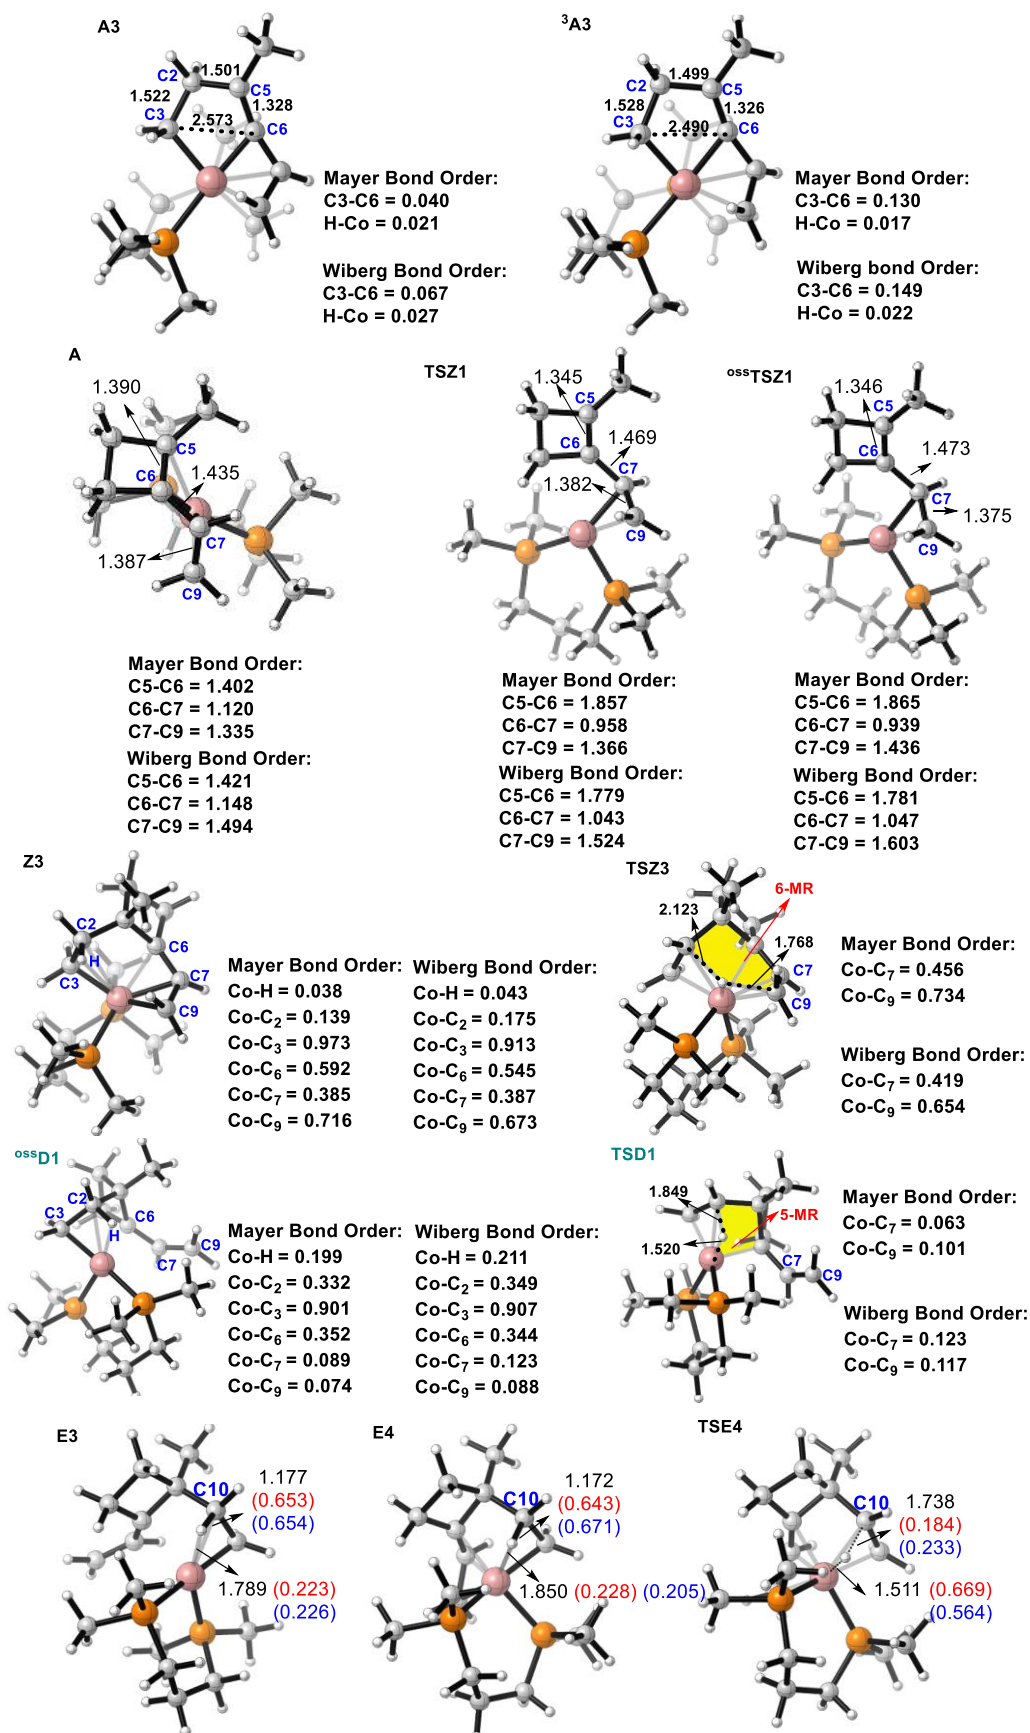 A3
1.501
C2
C5
1.522
1.328
C3
2.573
C6
Mayer Bond Order:
C3-C6 = 0.040
H-Co = 0.021
Wiberg Bond Order:
C3-C6 = 0.067
H-Co = 0.027
3A3
1.499
C2
C5
1.528
1.326
C3
2.490
C6
Mayer Bond Order:
C3-C6 = 0.130
H-Co = 0.017
Wiberg bond Order:
C3-C6 = 0.149
H-Co = 0.022
A
1.390
C5
C6
1.435
C7
1.387
C9
Mayer Bond Order:
C5-C6 = 1.402
C6-C7 = 1.120
C7-C9 = 1.335
Wiberg Bond Order:
C5-C6 = 1.421
C6-C7 = 1.148
C7-C9 = 1.494
TSZ1
1.345
C5
C6
1.469
C7
1.382
C9
Mayer Bond Order:
C5-C6 = 1.857
C6-C7 = 0.958
C7-C9 = 1.366
Wiberg Bond Order:
C5-C6 = 1.779
C6-C7 = 1.043
C7-C9 = 1.524
ossTSZ1
1.346
C5
C6
1.473
C7
1.375
C9
Mayer Bond Order:
C5-C6 = 1.865
C6-C7 = 0.939
C7-C9 = 1.436
Wiberg Bond Order:
C5-C6 = 1.781
C6-C7 = 1.047
C7-C9 = 1.603
Z3
C2
C6
H
C3
C7
C9
Mayer Bond Order:
Co-H = 0.038
Co-C2 = 0.139
Co-C3 = 0.973
Co-C6 = 0.592
Co-C7 = 0.385
Co-C9 = 0.716
Wiberg Bond Order:
Co-H = 0.043
Co-C2 = 0.175
Co-C3 = 0.913
Co-C6 = 0.545
Co-C7 = 0.387
Co-C9 = 0.673
TSZ3
6-MR
2.123
1.768
C7
C9
Mayer Bond Order:
Co-C7 = 0.456
Co-C9 = 0.734
Wiberg Bond Order:
Co-C7 = 0.419
Co-C9 = 0.654
ossD1
C2
C3
C6
H
C9
C7
Mayer Bond Order:
Co-H = 0.199
Co-C2 = 0.332
Co-C3 = 0.901
Co-C6 = 0.352
Co-C7 = 0.089
Co-C9 = 0.074
Wiberg Bond Order:
Co-H = 0.211
Co-C2 = 0.349
Co-C3 = 0.907
Co-C6 = 0.344
Co-C7 = 0.123
Co-C9 = 0.088
TSD1
1.849
5-MR
1.520
C7
C9
Mayer Bond Order:
Co-C7 = 0.063
Co-C9 = 0.101
Wiberg Bond Order:
Co-C7 = 0.123
Co-C9 = 0.117
E3
1.177
C10
(0.653)
(0.654)
1.789 (0.223)
(0.226)
E4
1.172
C10
(0.643)
(0.671)
1.850 (0.228) (0.205)
TSE4
C10
1.738
(0.184)
(0.233)
1.511 (0.669)
(0.564)